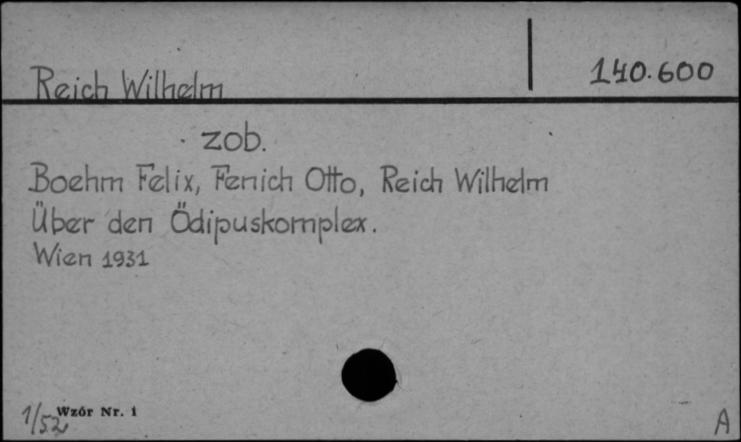 Reich Wilhelm
140.600
zob.
Boehm Felix, Fenich Otto, Reich Wilhelm
Über den Ödipuskomplex.
Wien 1931
1/52
Wzór Nr. 1
A